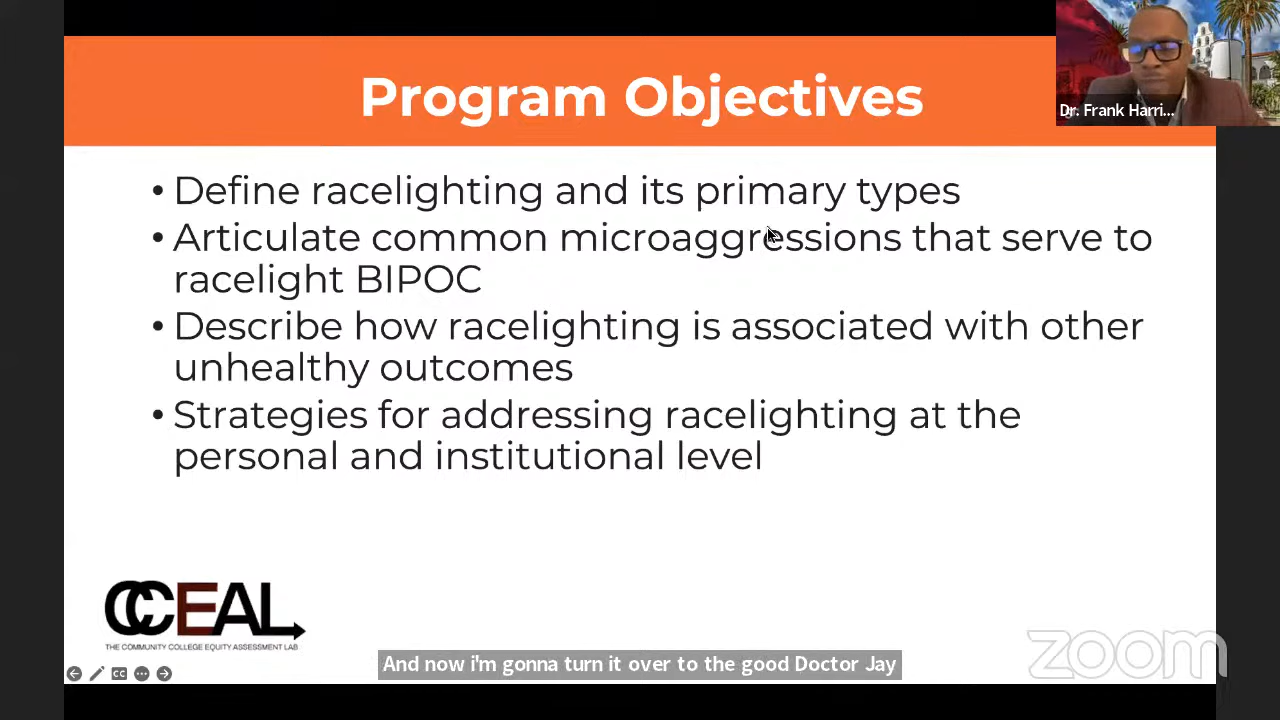 Program Objectives
Dr. Frank Harri...
• Define racelighting and its primary types
• Articulate common microaggressions that serve to
racelight BIPOC
• Describe how racelighting is associated with other
unhealthy outcomes
• Strategies for addressing racelighting at the
personal and institutional level
CCEAL
THE COMMUNITY COLLEGE EQUITY ASSESSMENT LAB
CC
And now i'm gonna turn it over to the good Doctor Jay
zoom